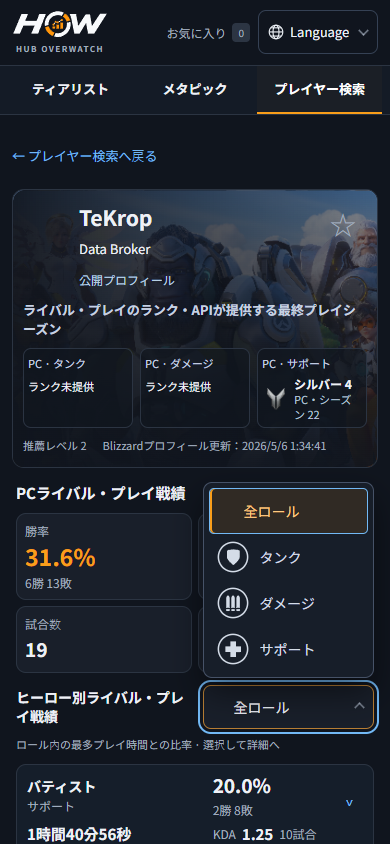 HOW
HUB OVERWATCH
お気に入り 0
Language
ティアリスト
メタピック
プレイヤー検索
← プレイヤー検索へ戻る
TeKrop
Data Broker
公開プロフィール
ライバル・プレイのランク・APIが提供する最終プレイシ
ーズン
PC · タンク
ランク未提供
PC · ダメージ
ランク未提供
PC · サポート
シルバー 4
PC・シーズ
ン 22
推薦レベル 2 Blizzardプロフィール更新：2026/5/6 1:34:41
PCライバル・プレイ戦績
勝率
31.6%
6勝 13敗
試合数
19
全ロール
タンク
ダメージ
サポート
ヒーロー別ライバル・プレ
イ戦績
全ロール
ロール内の最多プレイ時間との比率・選択して詳細へ
バティスト
サポート
20.0%
2勝 8敗
1時間40分56秒
KDA 1.25 10試合